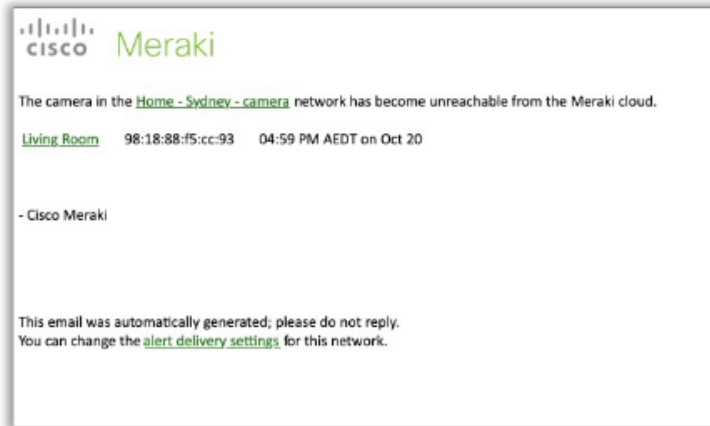 CISCO Meraki
The camera in the Home - Sydney - camera network has become unreachable from the Meraki cloud.
Living Room 98:18:88:f5:cc:93 04:59 PM AEDT on Oct 20
- Cisco Meraki
This email was automatically generated; please do not reply.
You can change the alert delivery settings for this network.